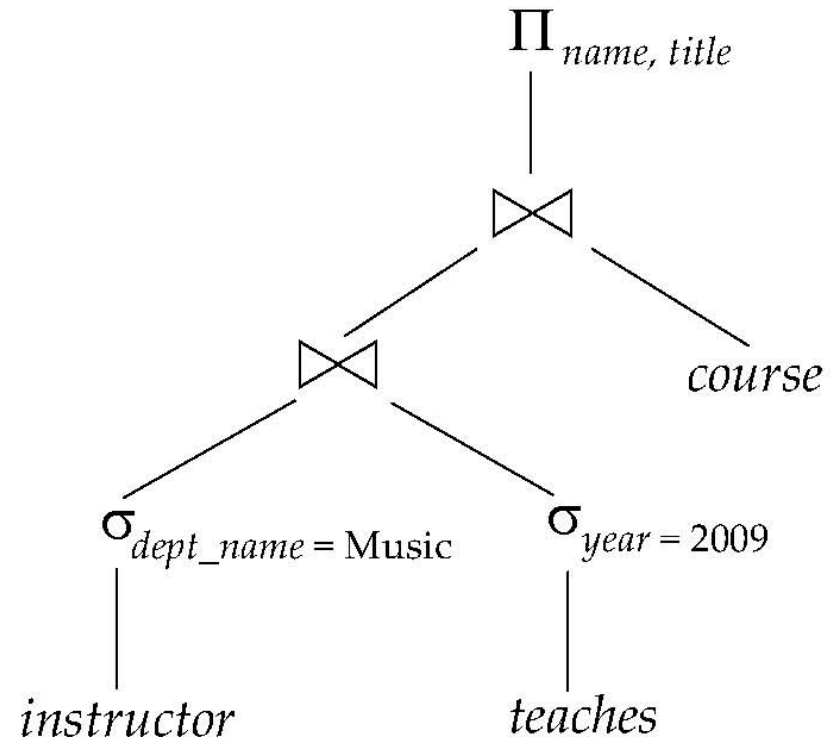 Π name, title
⋈
⋈
course
σ dept_name = Music
σ year = 2009
instructor
teaches